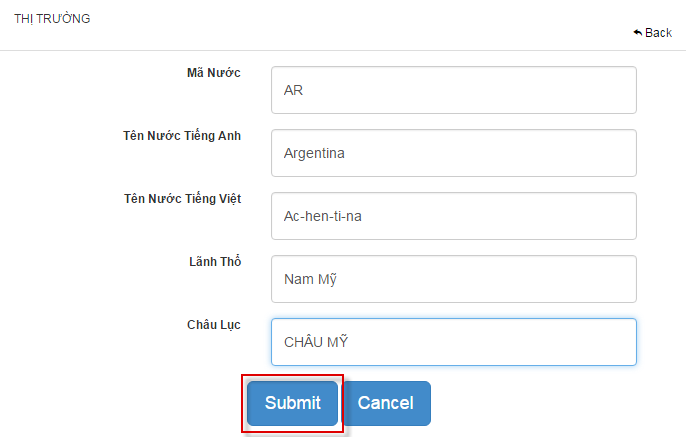 THỊ TRƯỜNG
Back
Mã Nước
AR
Tên Nước Tiếng Anh
Argentina
Tên Nước Tiếng Việt
Ac-hen-ti-na
Lãnh Thổ
Nam Mỹ
Châu Lục
CHÂU MỸ
Submit Cancel